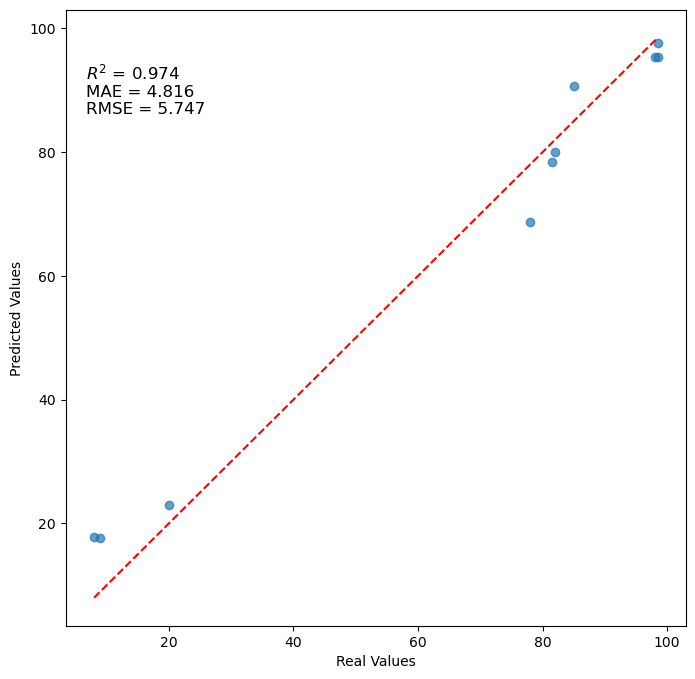 100
80
60
40
20
Predicted Values
R² = 0.974
MAE = 4.816
RMSE = 5.747
20 40 60 80 100
Real Values